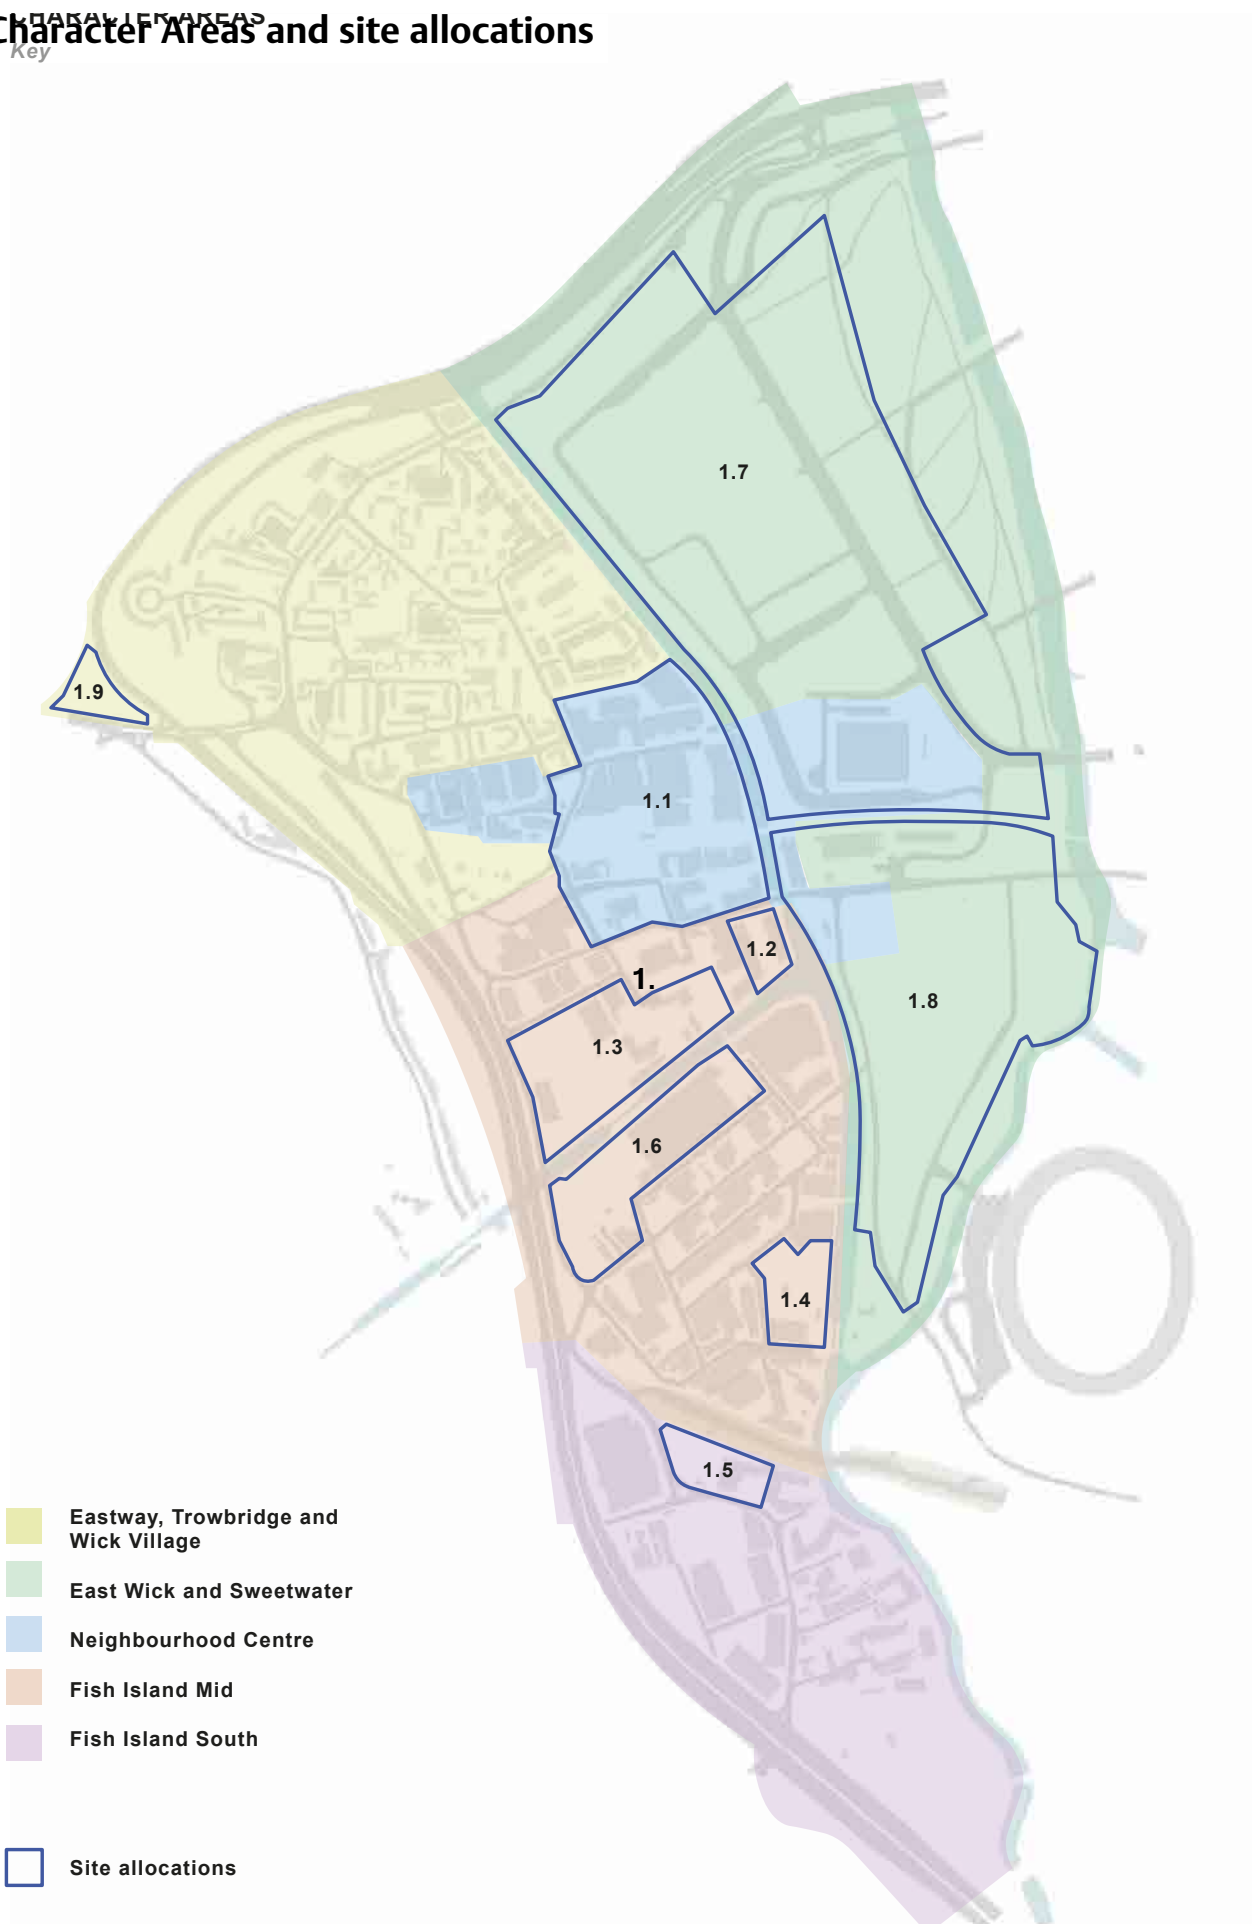 CHARACTER AREAS
Character Areas and site allocations
Key
1.7
1.9
1.1
1.2
1.
1.8
1.3
1.6
1.4
1.5
Eastway, Trowbridge and
Wick Village
East Wick and Sweetwater
Neighbourhood Centre
Fish Island Mid
Fish Island South
Site allocations